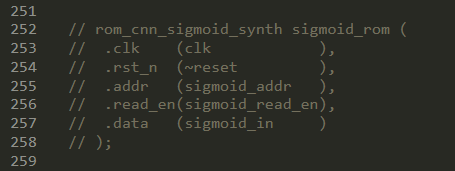 251
252 // rom_cnn_sigmoid_synth sigmoid_rom (
253 // .clk    (clk             ),
254 // .rst_n  (~reset          ),
255 // .addr   (sigmoid_addr    ),
256 // .read_en(sigmoid_read_en),
257 // .data   (sigmoid_in      )
258 // );
259